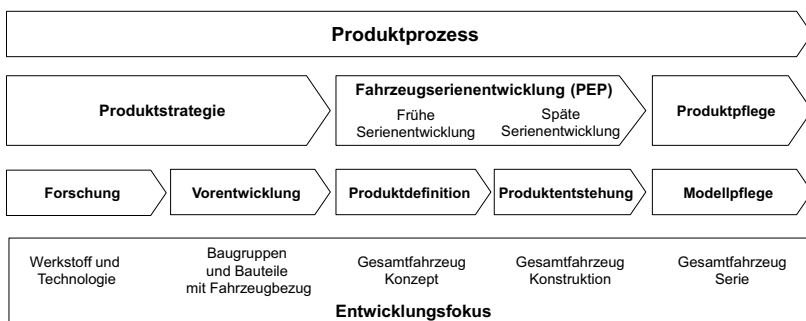 Produktprozess
Produktstrategie
Fahrzeugserienentwicklung (PEP)
Frühe
Serienentwicklung
Späte
Serienentwicklung
Produktpflege
Forschung
Vorentwicklung
Produktdefinition
Produktentstehung
Modellpflege
Werkstoff und
Technologie
Baugruppen
und Bauteile
mit Fahrzeugbezug
Gesamtfahrzeug
Konzept
Gesamtfahrzeug
Konstruktion
Gesamtfahrzeug
Serie
Entwicklungsfokus